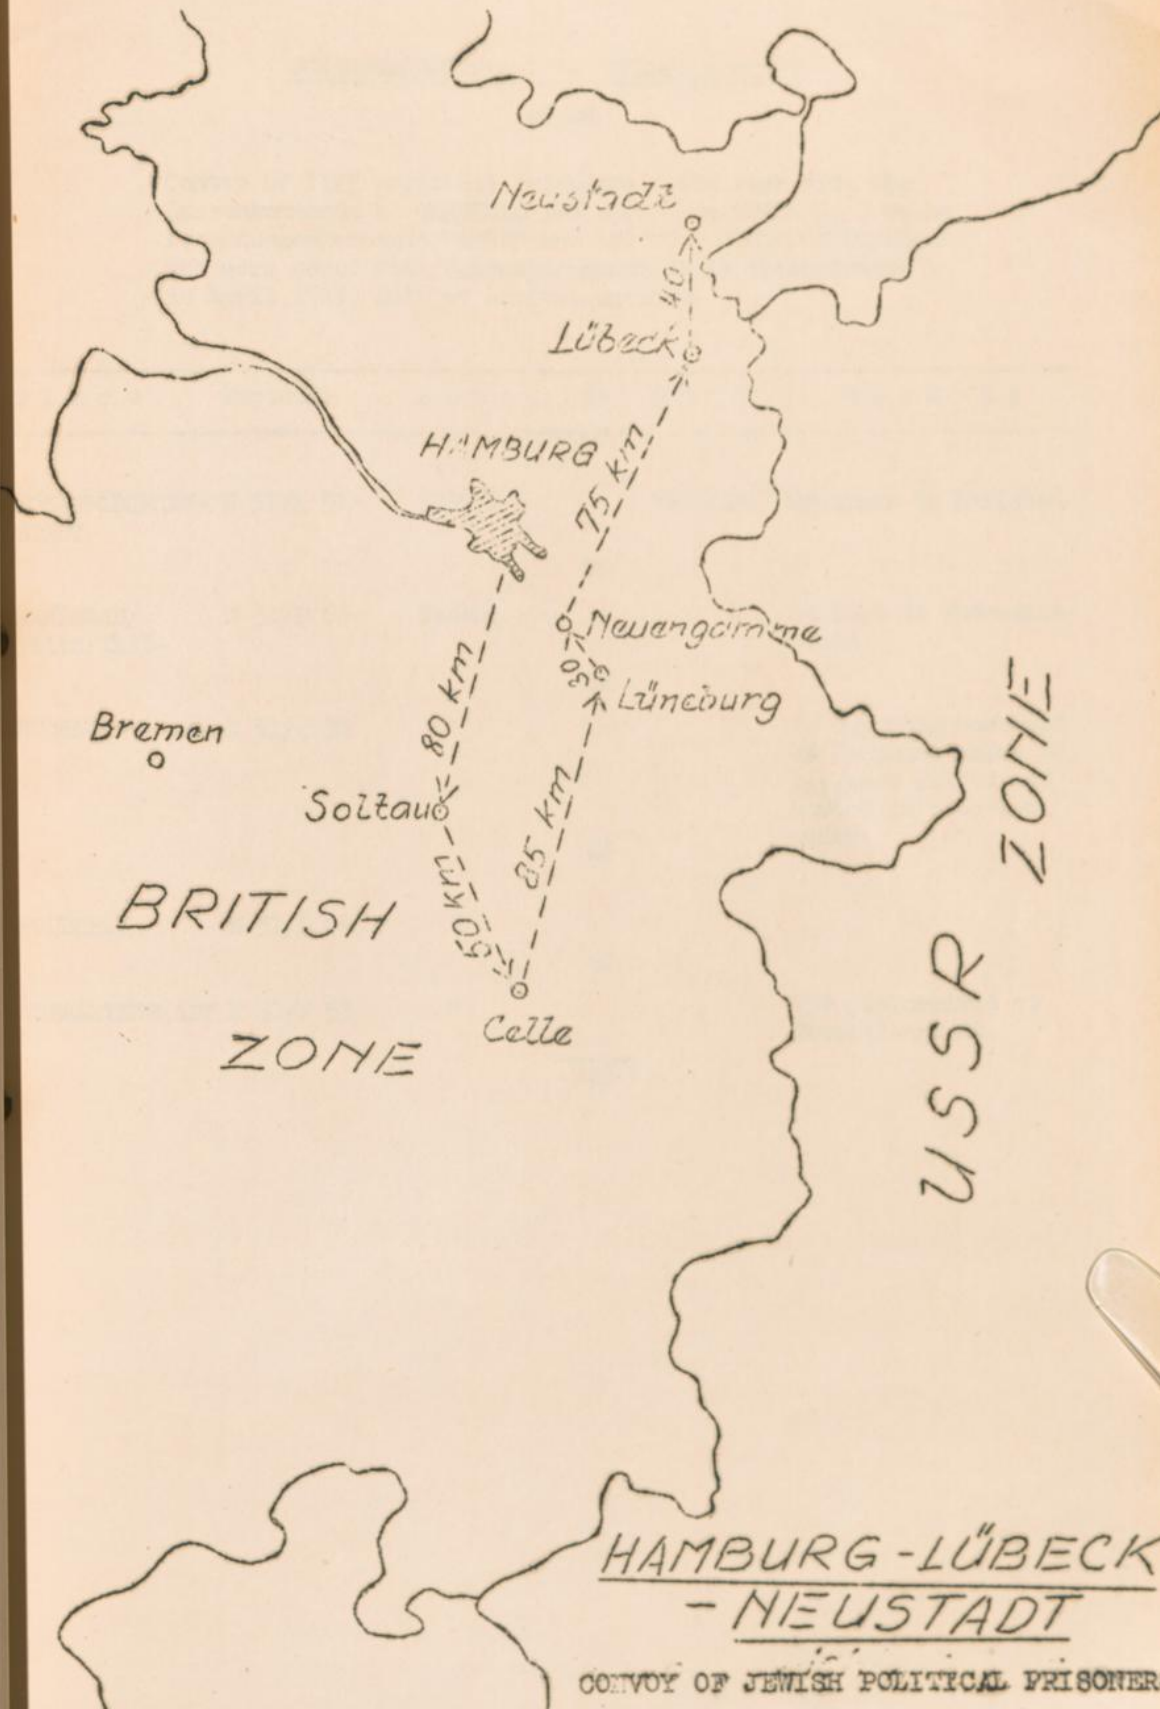 Neustadt
40
Lübeck
HAMBURG
75 km
Neuengamme
30
Lüneburg
80 km
Bremen
Soltau
85 km
50 km
BRITISH
ZONE
Celle
USSR ZONE
HAMBURG-LÜBECK
- NEUSTADT
CONVOY OF JEWISH POLITICAL PRISONER